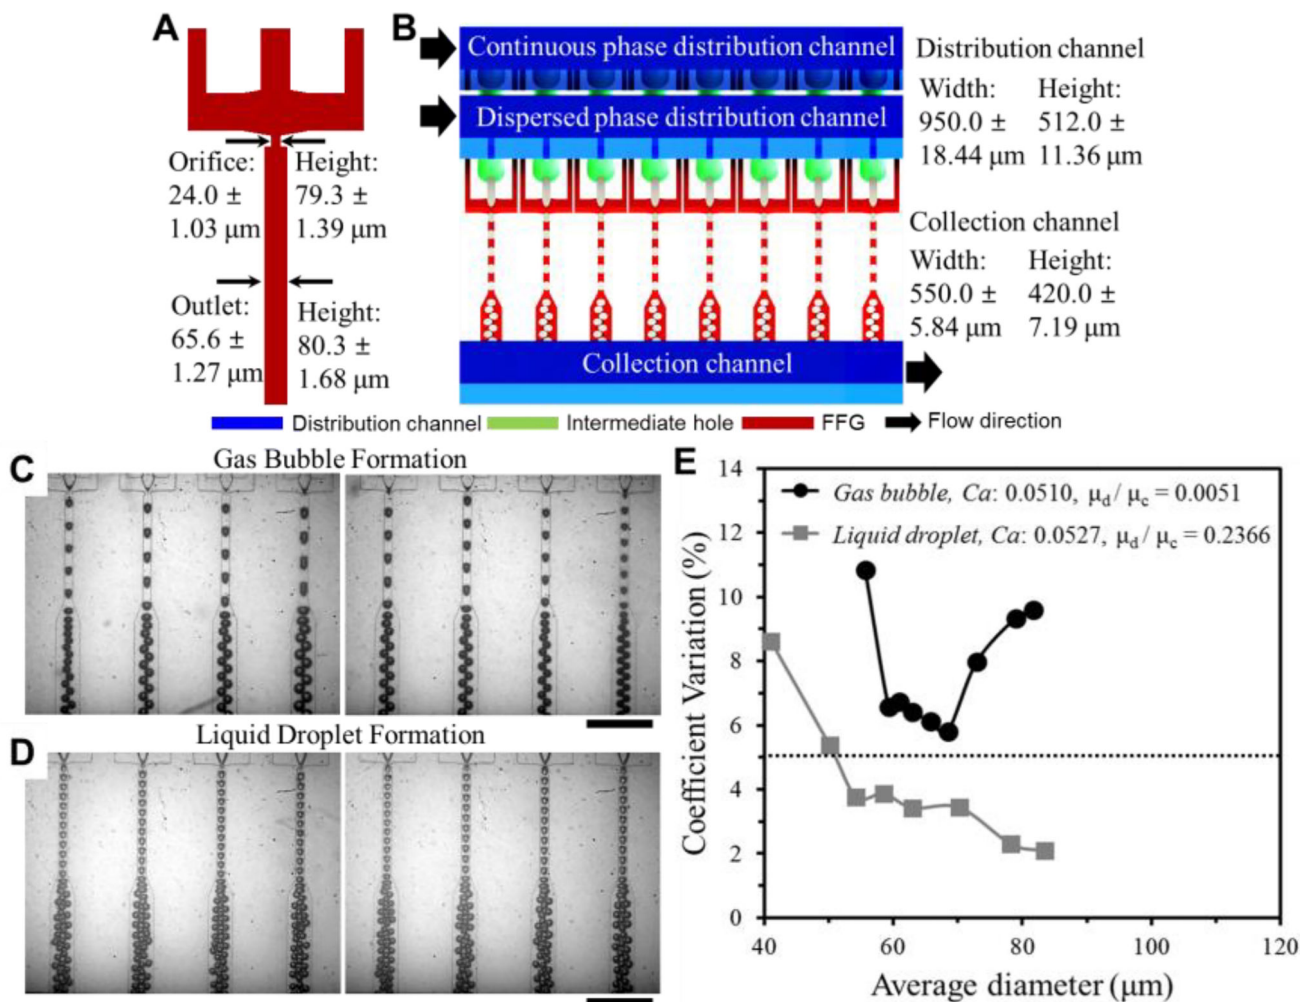 A
Orifice:
24.0 ±
1.03 µm
Height:
79.3 ±
1.39 µm
Outlet:
65.6 ±
1.27 µm
Height:
80.3 ±
1.68 µm
B
Continuous phase distribution channel
Dispersed phase distribution channel
Collection channel
Distribution channel
Width:
950.0 ±
18.44 µm
Height:
512.0 ±
11.36 µm
Collection channel
Width:
550.0 ±
5.84 µm
Height:
420.0 ±
7.19 µm
Distribution channel
Intermediate hole
FFG
Flow direction
C
Gas Bubble Formation
D
Liquid Droplet Formation
E
Gas bubble, Ca: 0.0510, µd / µc = 0.0051
Liquid droplet, Ca: 0.0527, µd / µc = 0.2366
Coefficient Variation (%)
14
12
10
8
6
4
2
0
40
60
80
100
120
Average diameter (µm)